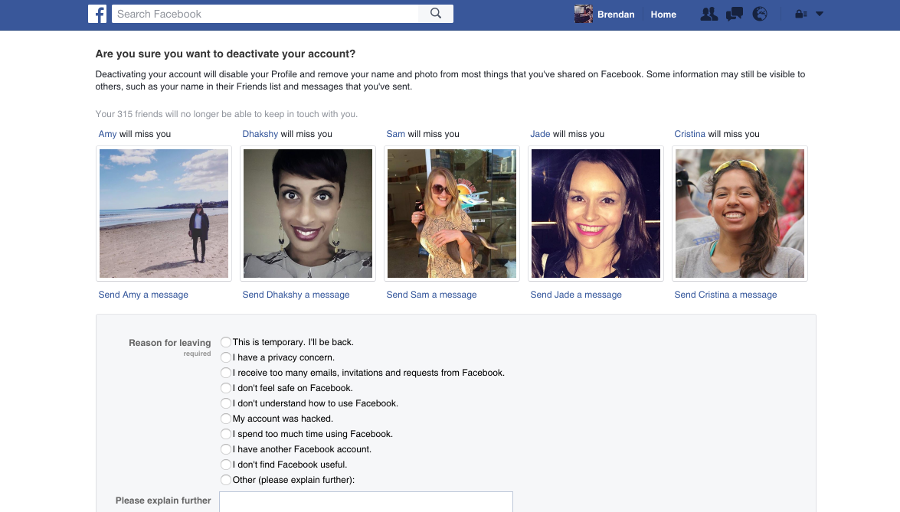 f Search Facebook Brendan Home
Are you sure you want to deactivate your account?
Deactivating your account will disable your Profile and remove your name and photo from most things that you've shared on Facebook. Some information may still be visible to
others, such as your name in their Friends list and messages that you've sent.
Your 315 friends will no longer be able to keep in touch with you.
Amy will miss you Dhakshy will miss you Sam will miss you Jade will miss you Cristina will miss you
Send Amy a message Send Dhakshy a message Send Sam a message Send Jade a message Send Cristina a message
Reason for leaving
required
This is temporary. I'll be back.
I have a privacy concern.
I receive too many emails, invitations and requests from Facebook.
I don't feel safe on Facebook.
I don't understand how to use Facebook.
My account was hacked.
I spend too much time using Facebook.
I have another Facebook account.
I don't find Facebook useful.
Other (please explain further):
Please explain further